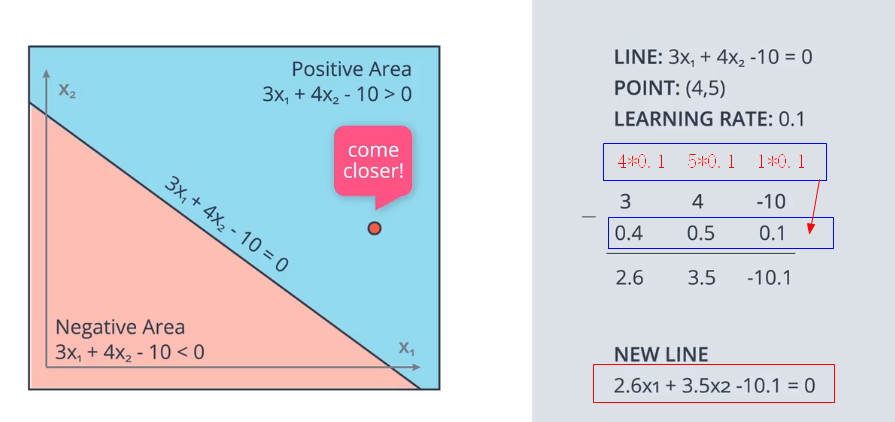 Positive Area
3x₁ + 4x₂ - 10 > 0
x₂
come
closer!
3x₁ + 4x₂ - 10 = 0
Negative Area
3x₁ + 4x₂ - 10 < 0
x₁
LINE: 3x₁ + 4x₂ -10 = 0
POINT: (4,5)
LEARNING RATE: 0.1
4*0.1 5*0.1 1*0.1
3 4 -10
— 0.4 0.5 0.1
2.6 3.5 -10.1
NEW LINE
2.6x1 + 3.5x2 -10.1 = 0